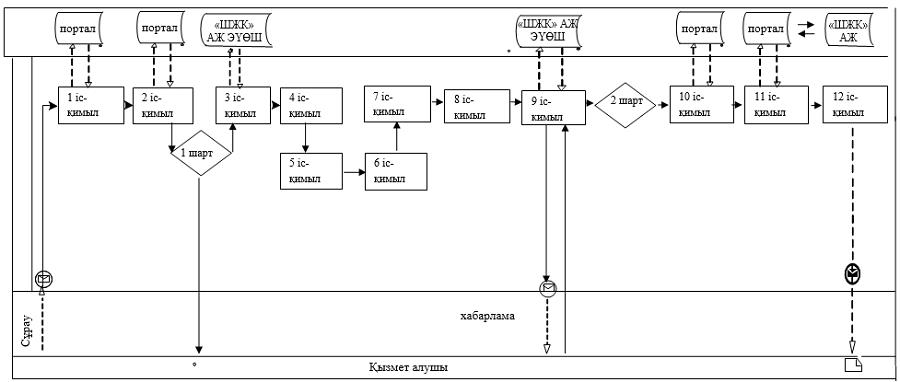 портал
портал
«ШЖК»
АЖ ЭҮӨШ
«ШЖК» АЖ
ЭҮӨШ
портал
портал
«ШЖК»
АЖ
1 іс-
қимыл
2 іс-
қимыл
3 іс-
қимыл
4 іс-
қимыл
7 іс-
қимыл
8 іс-
қимыл
9 іс-
қимыл
2 шарт
10 іс-
қимыл
11 іс-
қимыл
12 іс-
қимыл
1 шарт
5 іс-
қимыл
6 іс-
қимыл
Сұрау
хабарлама
Қызмет алушы